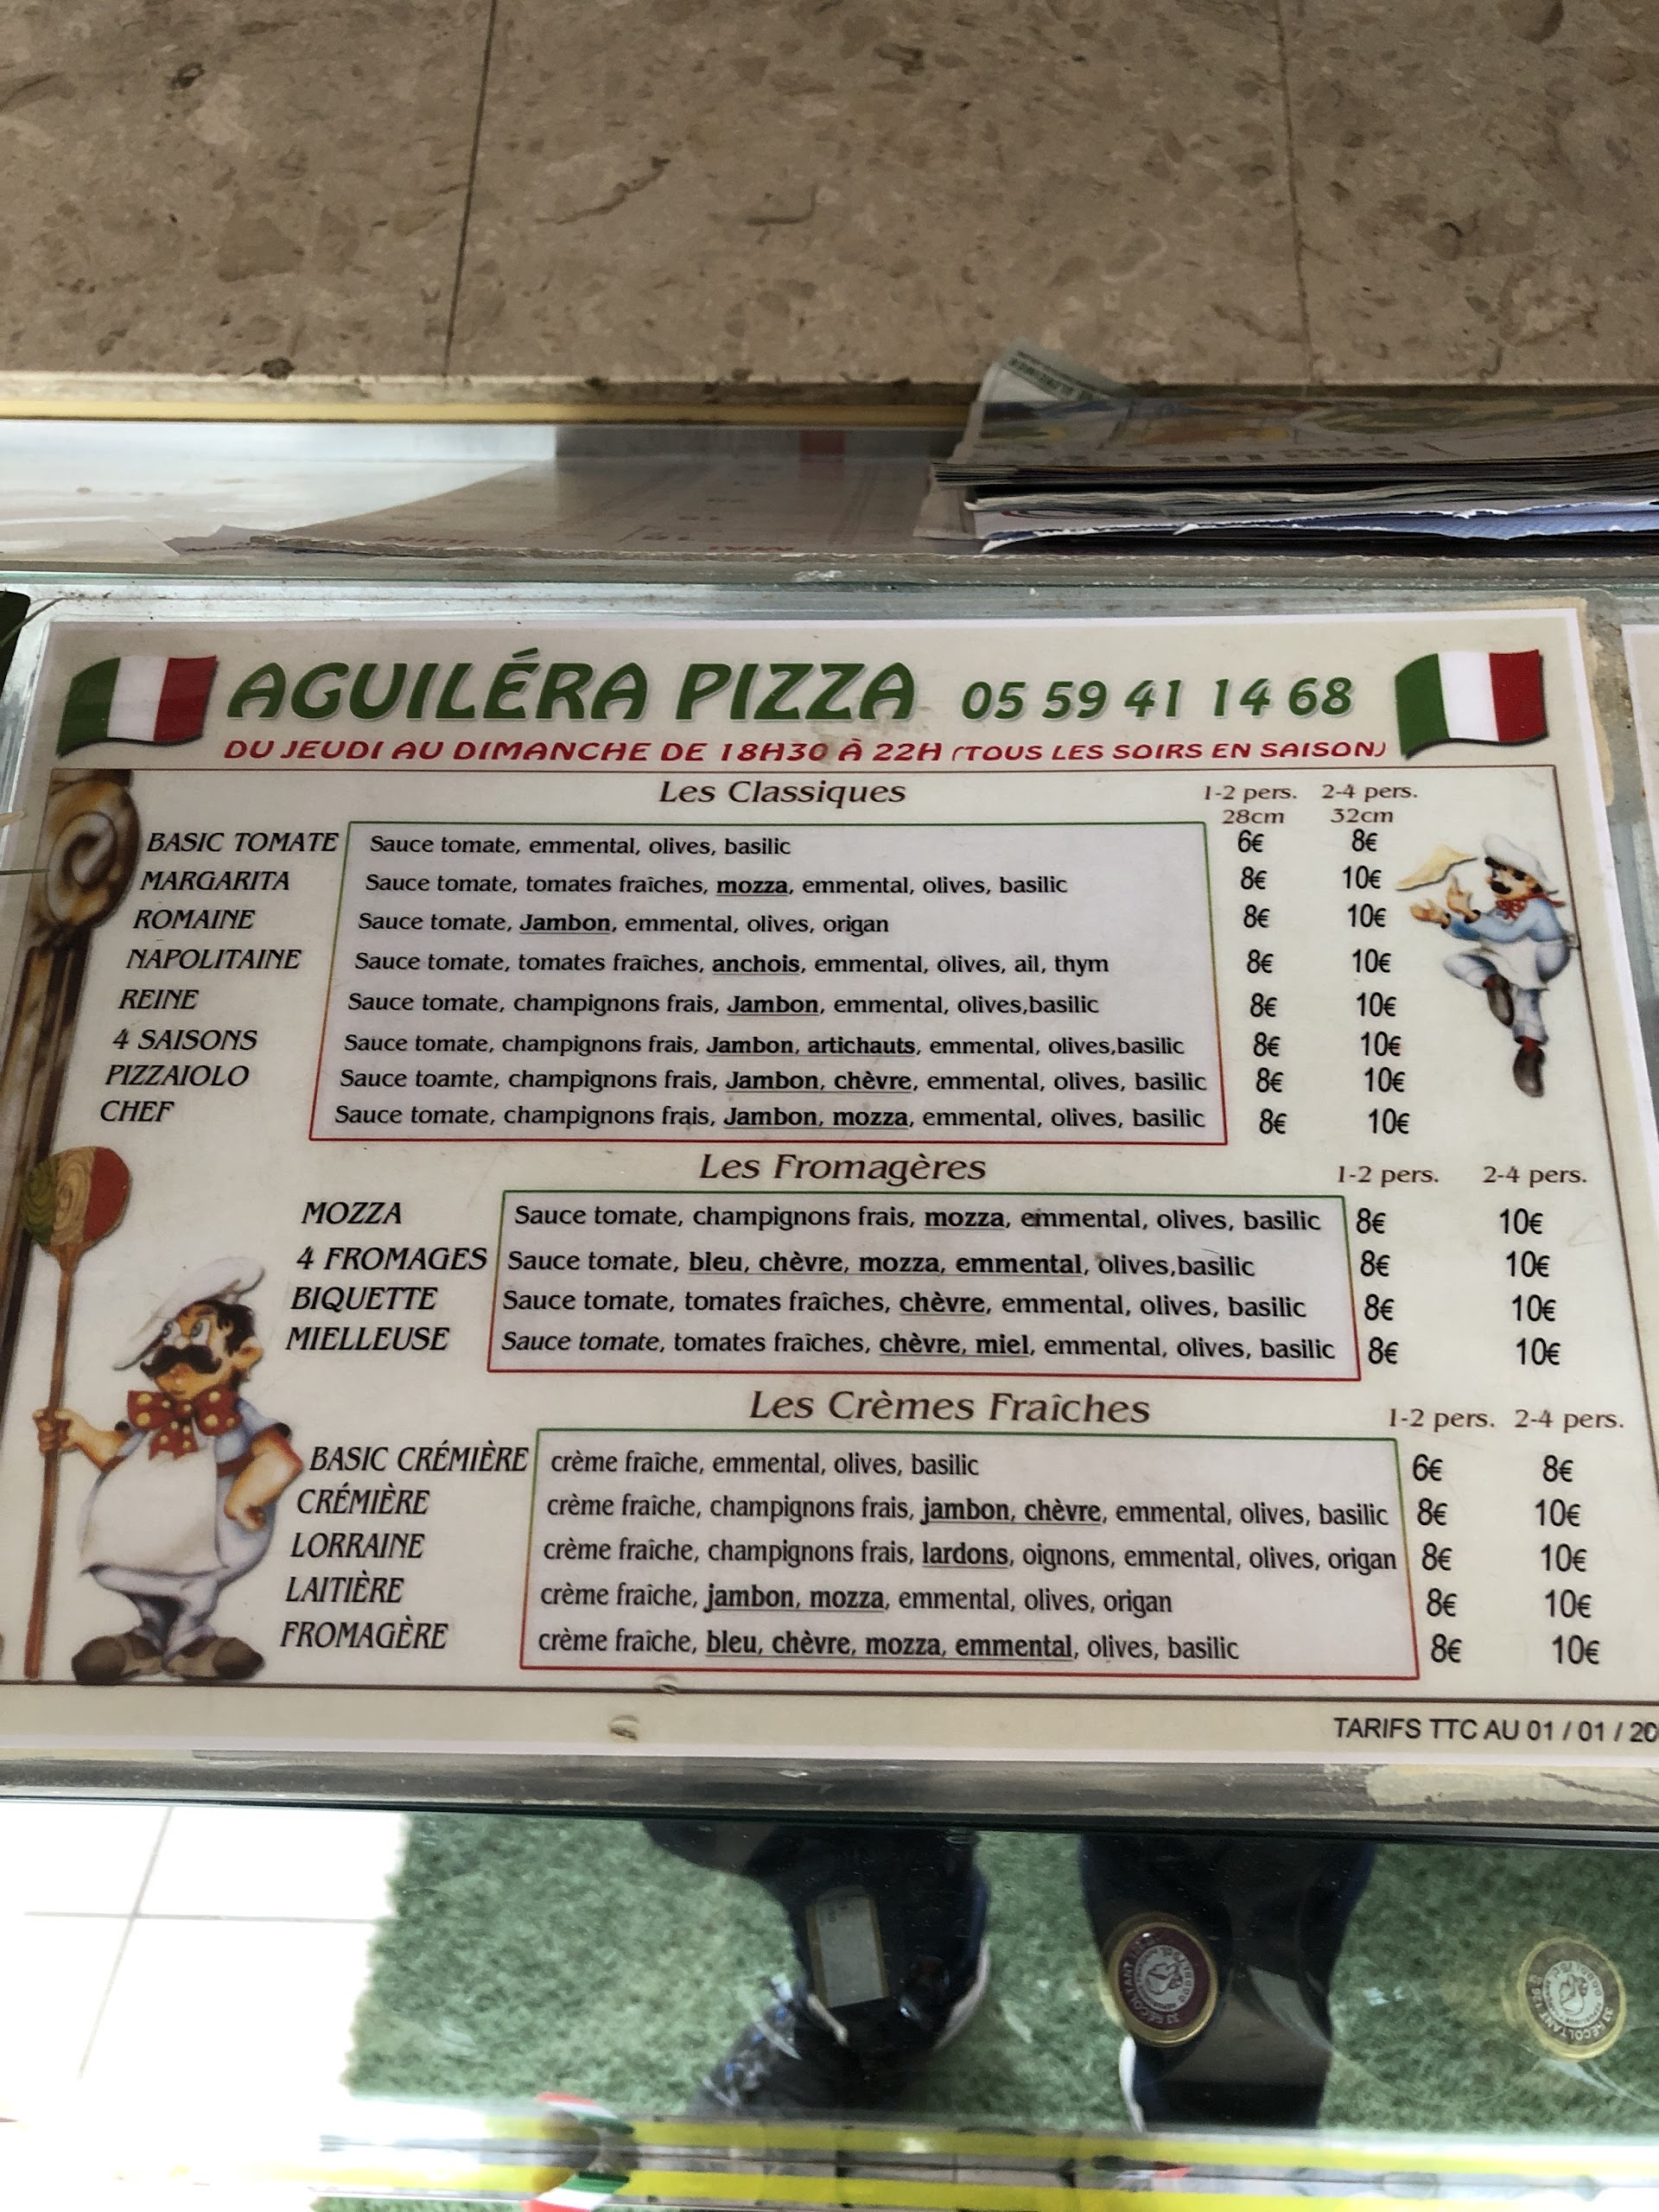 AGUILÉRA PIZZA 05 59 41 14 68
DU JEUDI AU DIMANCHE DE 18H30 À 22H (TOUS LES SOIRS EN SAISON)
Les Classiques 1-2 pers. 2-4 pers.
28cm 32cm
BASIC TOMATE Sauce tomate, emmental, olives, basilic 6€ 8€
MARGARITA Sauce tomate, tomates fraîches, mozza, emmental, olives, basilic 8€ 10€
ROMAINE Sauce tomate, Jambon, emmental, olives, origan 8€ 10€
NAPOLITAINE Sauce tomate, tomates fraîches, anchois, emmental, olives, ail, thym 8€ 10€
REINE Sauce tomate, champignons frais, Jambon, emmental, olives,basilic 8€ 10€
4 SAISONS Sauce tomate, champignons frais, Jambon, artichauts, emmental, olives,basilic 8€ 10€
PIZZAIOLO Sauce toamte, champignons frais, Jambon, chèvre, emmental, olives, basilic 8€ 10€
CHEF Sauce tomate, champignons frais, Jambon, mozza, emmental, olives, basilic 8€ 10€
Les Fromagères 1-2 pers. 2-4 pers.
MOZZA Sauce tomate, champignons frais, mozza, emmental, olives, basilic 8€ 10€
4 FROMAGES Sauce tomate, bleu, chèvre, mozza, emmental, olives,basilic 8€ 10€
BIQUETTE Sauce tomate, tomates fraîches, chèvre, emmental, olives, basilic 8€ 10€
MIELLEUSE Sauce tomate, tomates fraîches, chèvre, miel, emmental, olives, basilic 8€ 10€
Les Crèmes Fraîches 1-2 pers. 2-4 pers.
BASIC CRÉMIÈRE crème fraîche, emmental, olives, basilic 6€ 8€
CRÉMIÈRE crème fraîche, champignons frais, jambon, chèvre, emmental, olives, basilic 8€ 10€
LORRAINE crème fraîche, champignons frais, lardons, oignons, emmental, olives, origan 8€ 10€
LAITIÈRE crème fraîche, jambon, mozza, emmental, olives, origan 8€ 10€
FROMAGÈRE crème fraîche, bleu, chèvre, mozza, emmental, olives, basilic 8€ 10€
TARIFS TTC AU 01 / 01 / 20